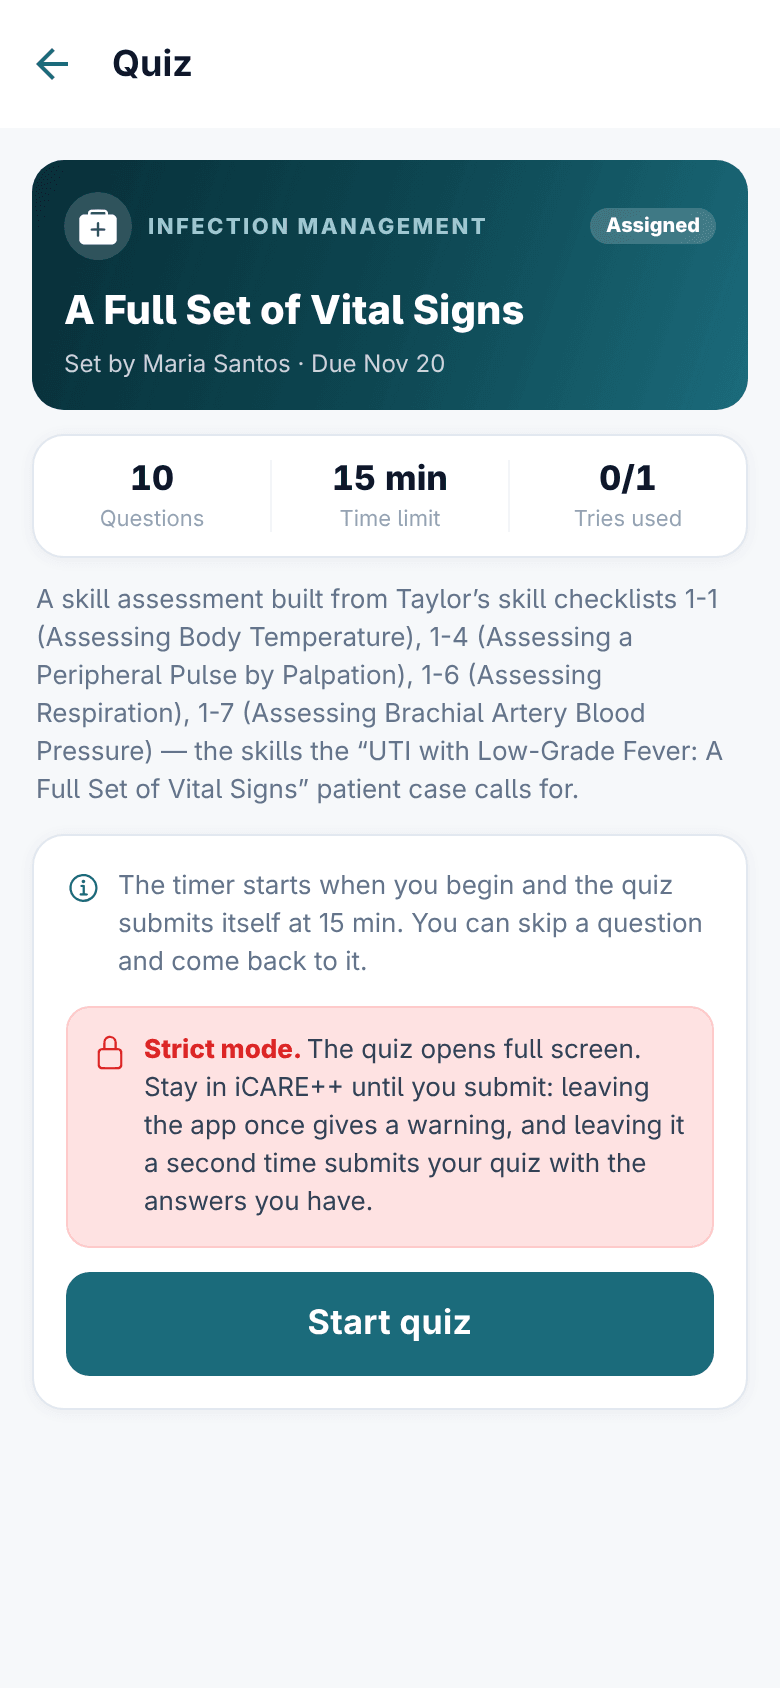 Quiz
INFECTION MANAGEMENT
Assigned
A Full Set of Vital Signs
Set by Maria Santos · Due Nov 20
10
Questions
15 min
Time limit
0/1
Tries used
A skill assessment built from Taylor’s skill checklists 1-1
(Assessing Body Temperature), 1-4 (Assessing a
Peripheral Pulse by Palpation), 1-6 (Assessing
Respiration), 1-7 (Assessing Brachial Artery Blood
Pressure) — the skills the “UTI with Low-Grade Fever: A
Full Set of Vital Signs” patient case calls for.
The timer starts when you begin and the quiz
submits itself at 15 min. You can skip a question
and come back to it.
Strict mode. The quiz opens full screen.
Stay in iCARE++ until you submit: leaving
the app once gives a warning, and leaving it
a second time submits your quiz with the
answers you have.
Start quiz